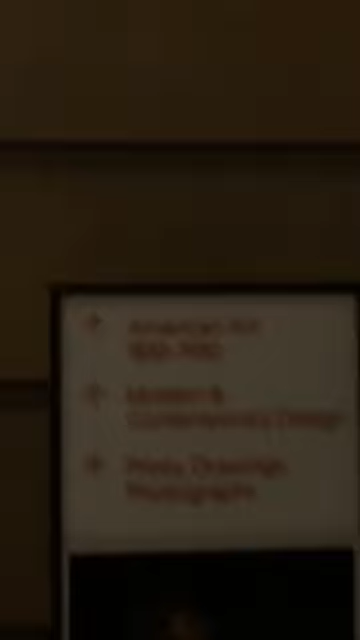 American Art
Modern &
Contemporary Design
Prints, Drawings,
Photographs